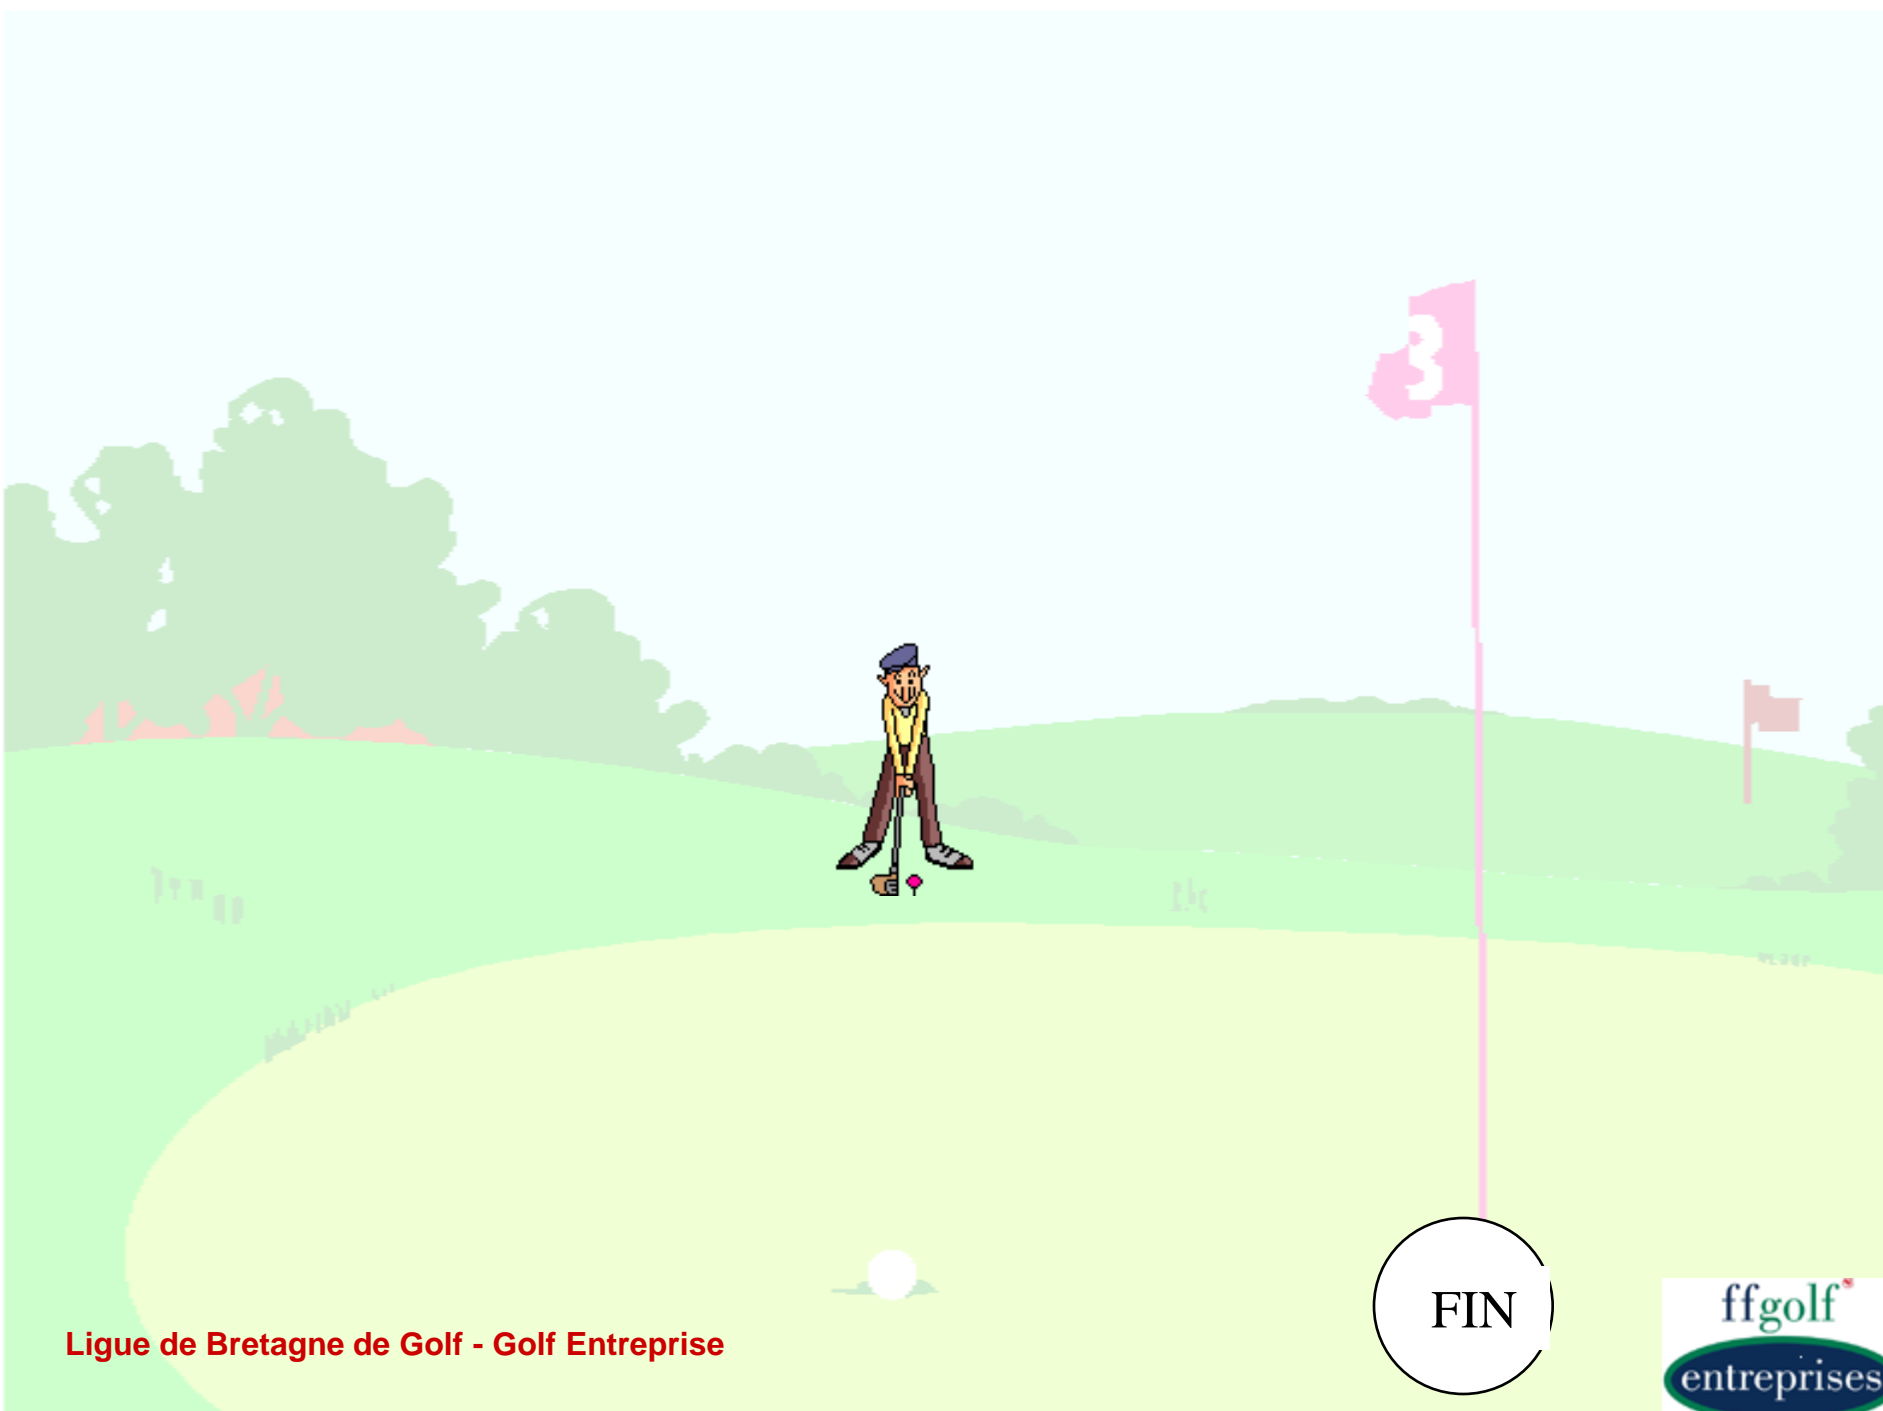 3
FIN
Ligue de Bretagne de Golf - Golf Entreprise
ffgolf
entreprises